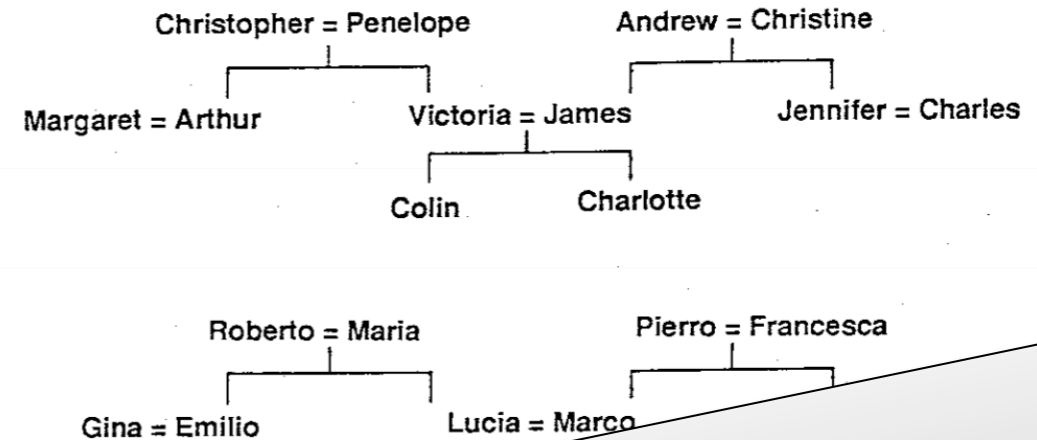 Christopher = Penelope Andrew = Christine
Margaret = Arthur Victoria = James Jennifer = Charles
Colin Charlotte
Roberto = Maria Pierro = Francesca
Gina = Emilio Lucia = Marco